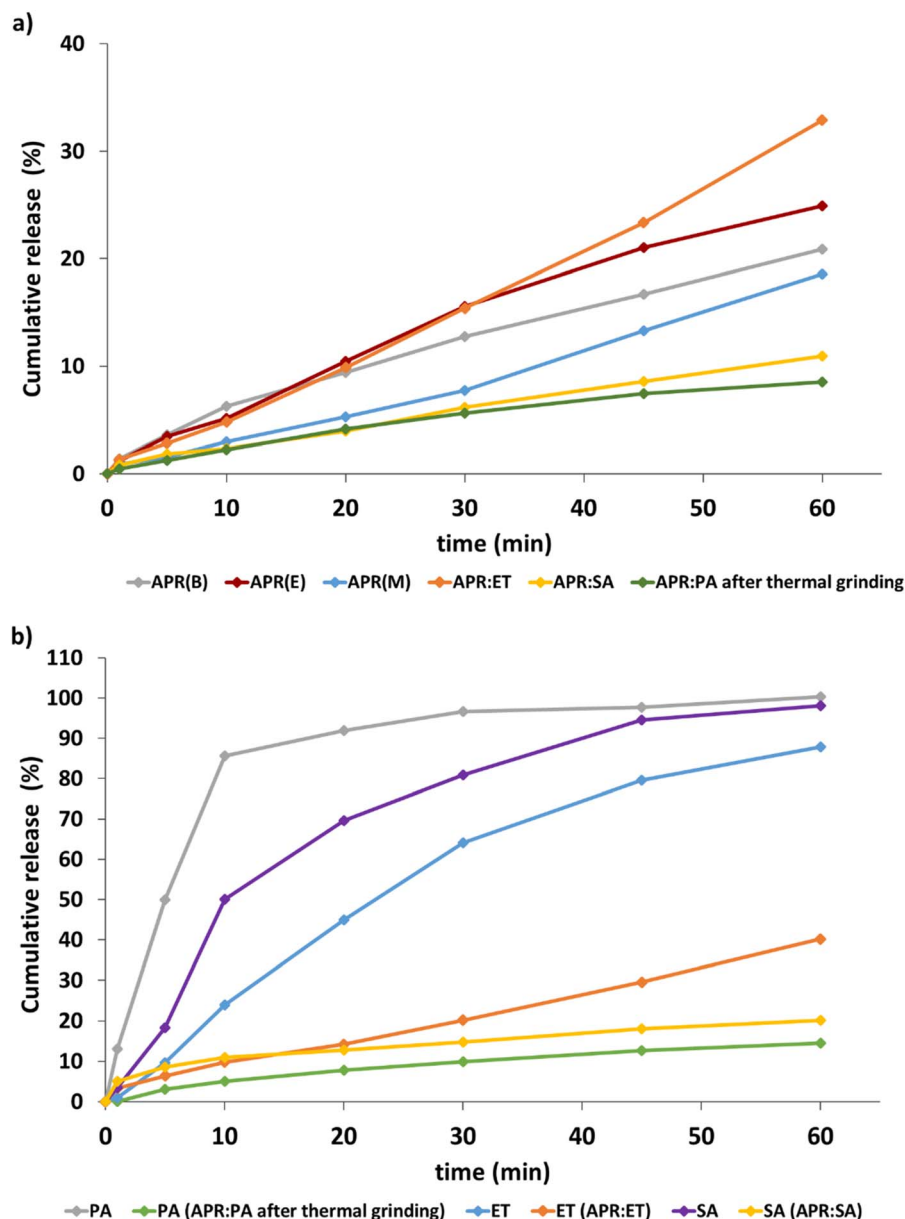 a)
Cumulative release (%)
40
30
20
10
0
0 10 20 30 40 50 60
time (min)
APR(B) APR(E) APR(M) APR:ET APR:SA APR:PA after thermal grinding
b)
Cumulative release (%)
110
100
90
80
70
60
50
40
30
20
10
0
0 10 20 30 40 50 60
time (min)
PA PA (APR:PA after thermal grinding) ET ET (APR:ET) SA SA (APR:SA)